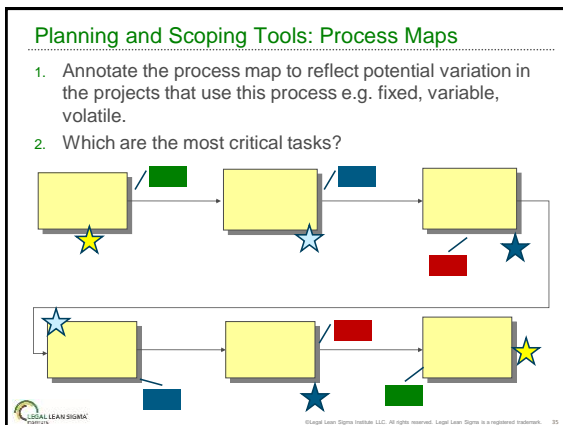 Planning and Scoping Tools: Process Maps
1. Annotate the process map to reflect potential variation in
the projects that use this process e.g. fixed, variable,
volatile.
2. Which are the most critical tasks?
LEGAL LEAN SIGMA
INSTITUTE
©Legal Lean Sigma Institute LLC. All rights reserved. Legal Lean Sigma is a registered trademark. 35